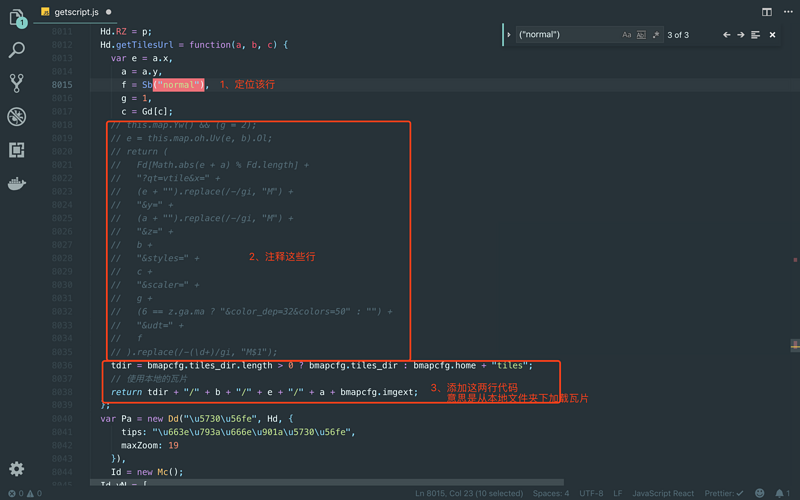 getscript.js
8011 Hd.RZ = p;
8012 Hd.getTilesUrl = function(a, b, c) {
8013 var e = a.x,
8014 a = a.y,
8015 f = Sb("normal"), 1、定位该行
8016 g = 1,
8017 c = Gd[c];
8018 // this.map.Yw() && (g = 2);
8019 // e = this.map.oh.Uv(e, b).Ol;
8020 // return (
8021 // Fd[Math.abs(e + a) % Fd.length] +
8022 // "?qt=vtile&x=" +
8023 // (e + "").replace(/-/gi, "M") +
8024 // "&y=" +
8025 // (a + "").replace(/-/gi, "M") +
8026 // "&z=" +
8027 // b +
8028 // "&styles=" + 2、注释这些行
8029 // c +
8030 // "&scaler=" +
8031 // g +
8032 // (6 == z.ga.ma ? "&color_dep=32&colors=50" : "") +
8033 // "&udt=" +
8034 // f
8035 // ).replace(/-(\d+)/gi, "M$1");
8036 tdir = bmapcfg.tiles_dir.length > 0 ? bmapcfg.tiles_dir : bmapcfg.home + "tiles";
8037 // 使用本地的瓦片
8038 return tdir + "/" + b + "/" + e + "/" + a + bmapcfg.imgext; 3、添加这两行代码
意思是从本地文件夹下加载瓦片
8039 };
8040 var Pa = new Dd("\u5730\u56fe", Hd, {
8041 tips: "\u663e\u793a\u666e\u901a\u5730\u56fe",
8042 maxZoom: 19
8043 }),
8044 Id = new Mc();
8045
("normal") Aa Abl .* 3 of 3
1
0 0
Ln 8015, Col 23 (10 selected) Spaces: 4 UTF-8 LF JavaScript React Prettier: ✓ 1